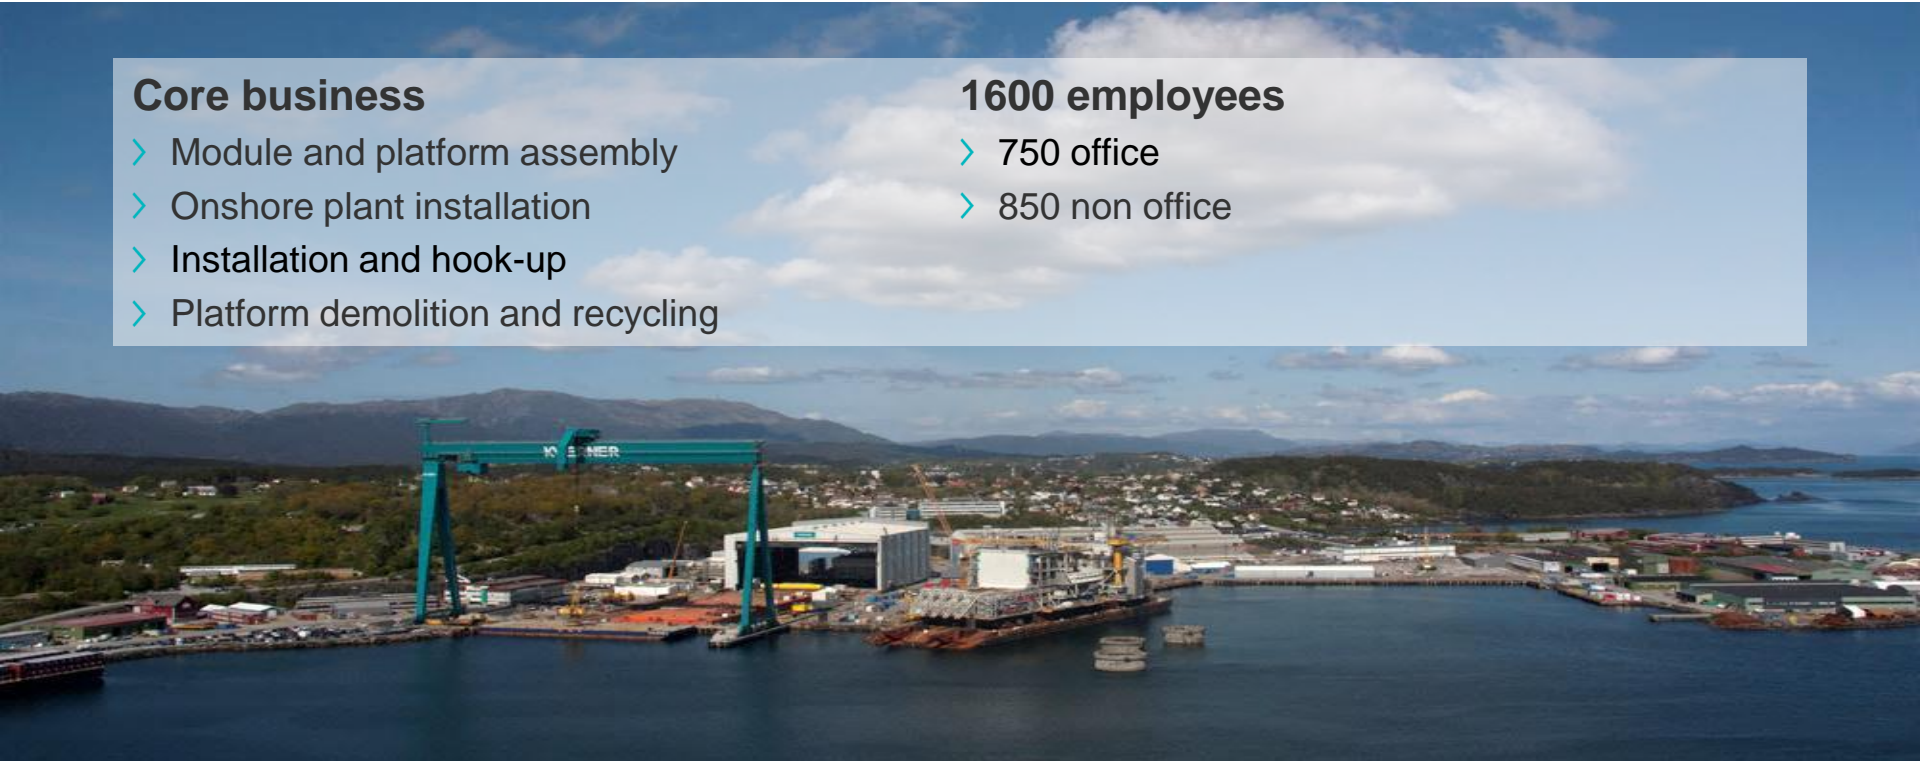 Core business
Module and platform assembly
Onshore plant installation
Installation and hook-up
Platform demolition and recycling
1600 employees
750 office
850 non office